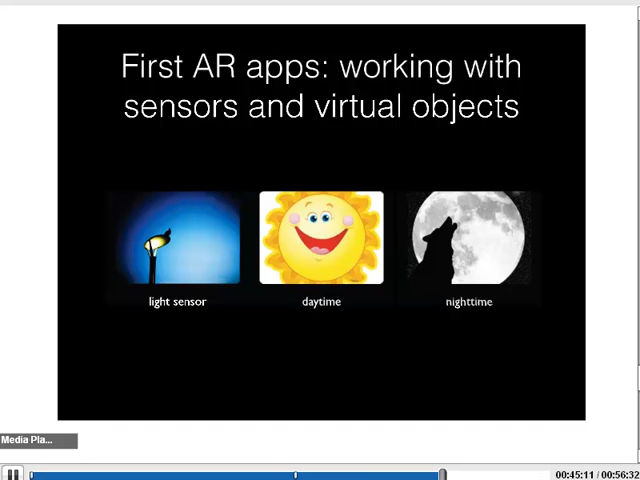 First AR apps: working with
sensors and virtual objects
light sensor
daytime
nighttime
Media Pla...
00:45:11 / 00:56:32